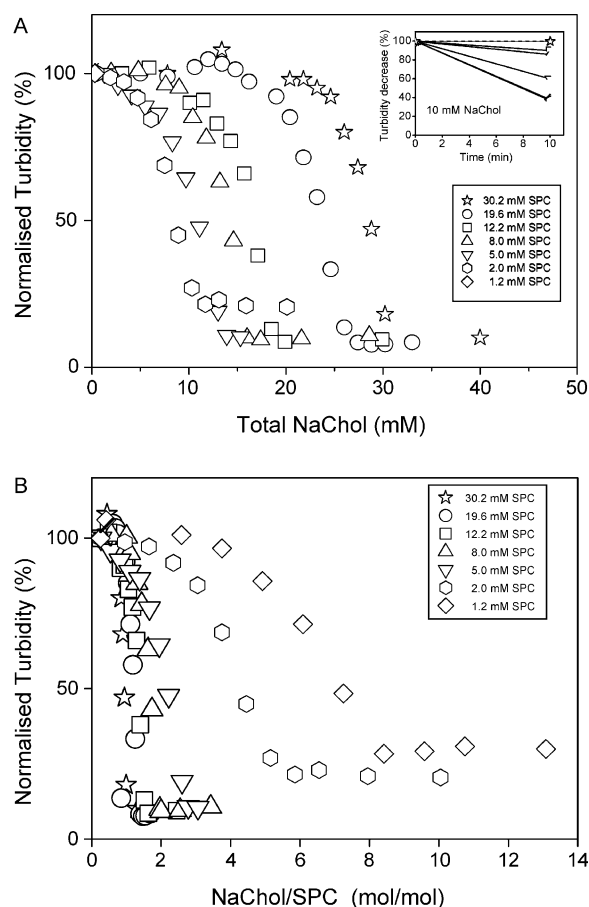 A
Normalised Turbidity (%)
100
50
0
0
10
20
30
40
50
Total NaChol (mM)
Turbidity decrease (%)
100
80
60
40
20
0
0
2
4
6
8
10
Time (min)
10 mM NaChol
30.2 mM SPC
19.6 mM SPC
12.2 mM SPC
8.0 mM SPC
5.0 mM SPC
2.0 mM SPC
1.2 mM SPC
B
Normalised Turbidity (%)
100
50
0
0
2
4
6
8
10
12
14
NaChol/SPC (mol/mol)
30.2 mM SPC
19.6 mM SPC
12.2 mM SPC
8.0 mM SPC
5.0 mM SPC
2.0 mM SPC
1.2 mM SPC